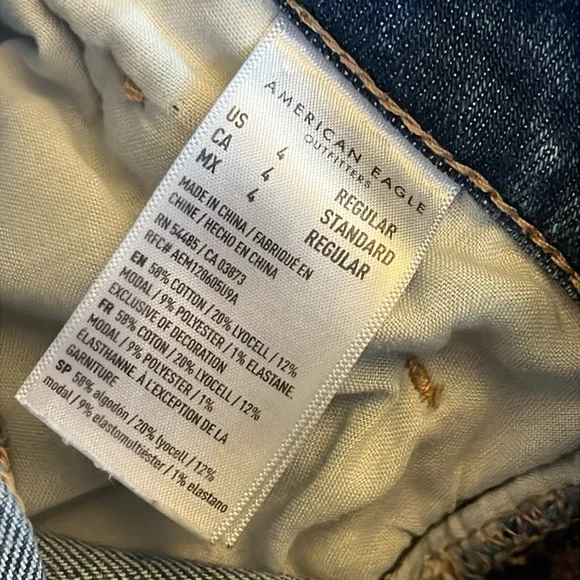 AMERICAN EAGLE
OUTFITTERS
US 4 REGULAR
CA 4 STANDARD
MX 4 REGULAR
MADE IN CHINA / FABRIQUÉ EN
CHINE / HECHO EN CHINA
RN 54485 / CA 03873
RFC# AEM120605U9A
EN 58% COTTON / 20% LYOCELL / 12%
MODAL / 9% POLYESTER / 1% ELASTANE.
EXCLUSIVE OF DECORATION
FR 58% COTON / 20% LYOCELL / 12%
MODAL / 9% POLYESTER / 1%
ÉLASTHANNE. À L'EXCEPTION DE LA
GARNITURE
SP 58% algodón / 20% lyocell / 12%
modal / 9% elastomultiéster / 1% elastano